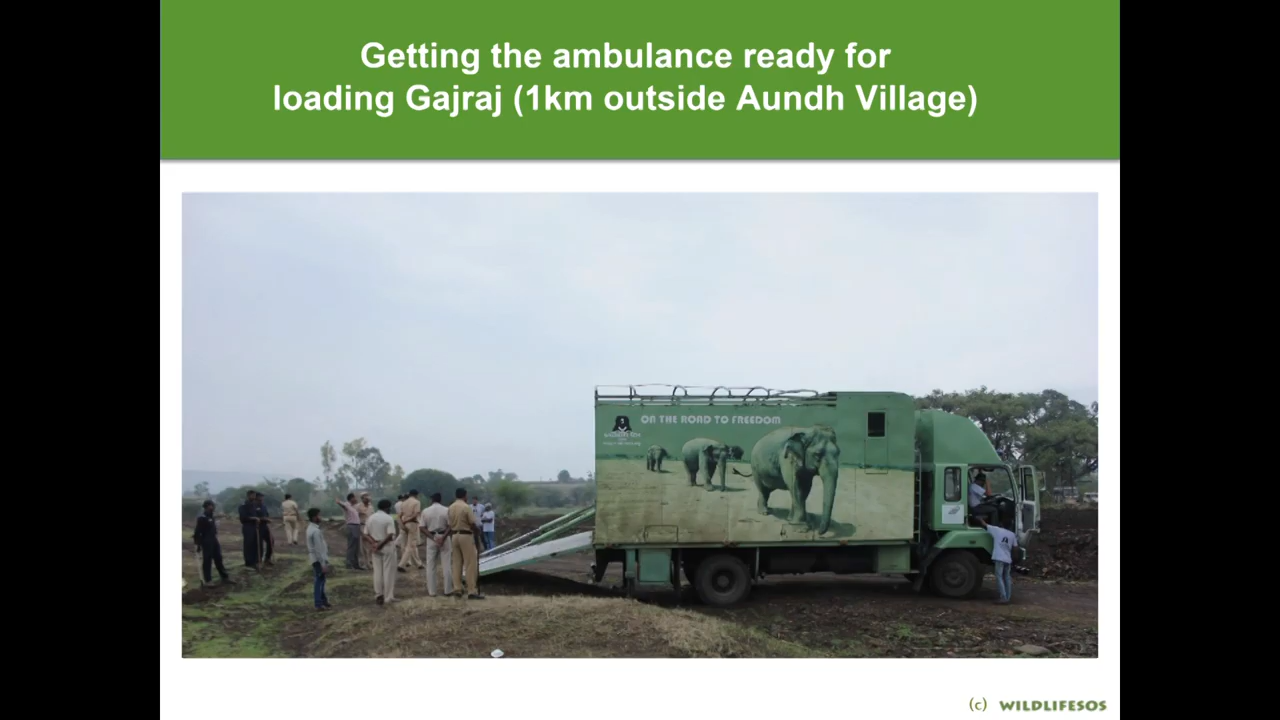 Getting the ambulance ready for
loading Gajraj (1km outside Aundh Village)
ON THE ROAD TO FREEDOM
(c) WILDLIFESOS